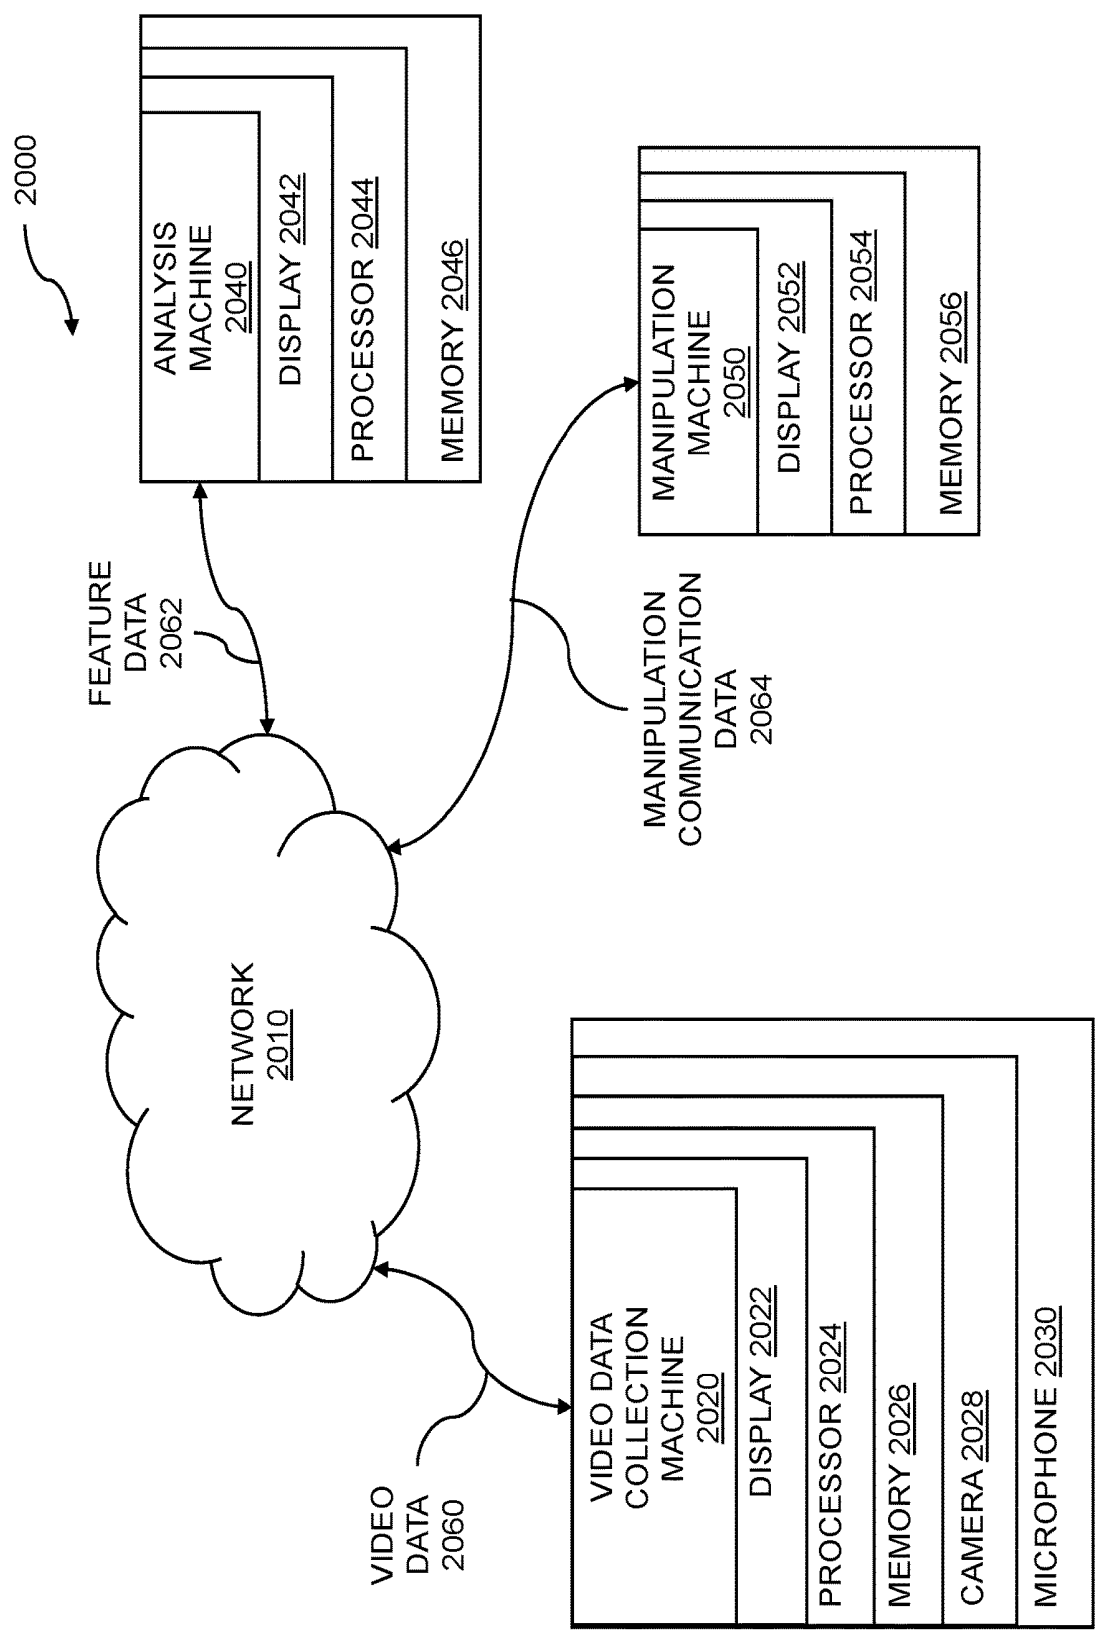 2000
VIDEO
DATA
2060
NETWORK
2010
FEATURE
DATA
2062
ANALYSIS
MACHINE
2040
DISPLAY 2042
PROCESSOR 2044
MEMORY 2046
VIDEO DATA
COLLECTION
MACHINE
2020
DISPLAY 2022
PROCESSOR 2024
MEMORY 2026
CAMERA 2028
MICROPHONE 2030
MANIPULATION
COMMUNICATION
DATA
2064
MANIPULATION
MACHINE
2050
DISPLAY 2052
PROCESSOR 2054
MEMORY 2056